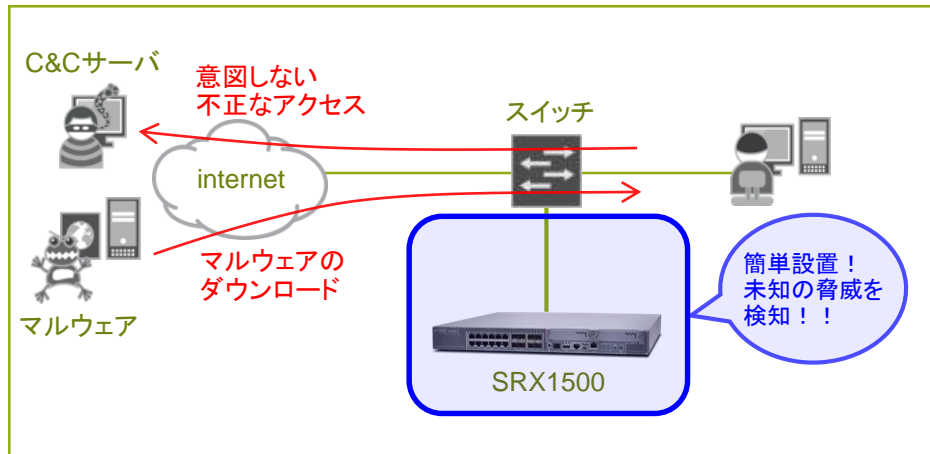 C&Cサーバ
意図しない
不正なアクセス
スイッチ
internet
マルウェアの
ダウンロード
マルウェア
簡単設置！
未知の脅威を
検知！！
SRX1500